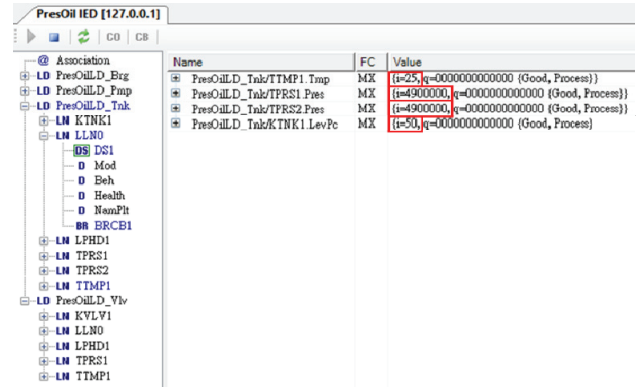 PresOil IED [127.0.0.1]
GO GB
@ Association
LD PresOilLD_Brg
LD PresOilLD_Pmp
LD PresOilLD_Tnk
LN KTNK1
LN LLN0
DS DS1
D Mod
D Beh
D Health
D NamPlt
BR BRCB1
LN LPHD1
LN TPRS1
LN TPRS2
LN TTMP1
LD PresOilLD_Vlv
LN KVLV1
LN LLN0
LN LPHD1
LN TPRS1
LN TTMP1
Name FC Value
PresOilLD_Tnk/TTMP1.Tmp MX {i=25, q=0000000000000 {Good, Process}}
PresOilLD_Tnk/TPRS1.Pres MX {i=4900000, q=0000000000000 {Good, Process}}
PresOilLD_Tnk/TPRS2.Pres MX {i=4900000, q=0000000000000 {Good, Process}}
PresOilLD_Tnk/KTNK1.LevPc MX {i=50, q=0000000000000 {Good, Process}